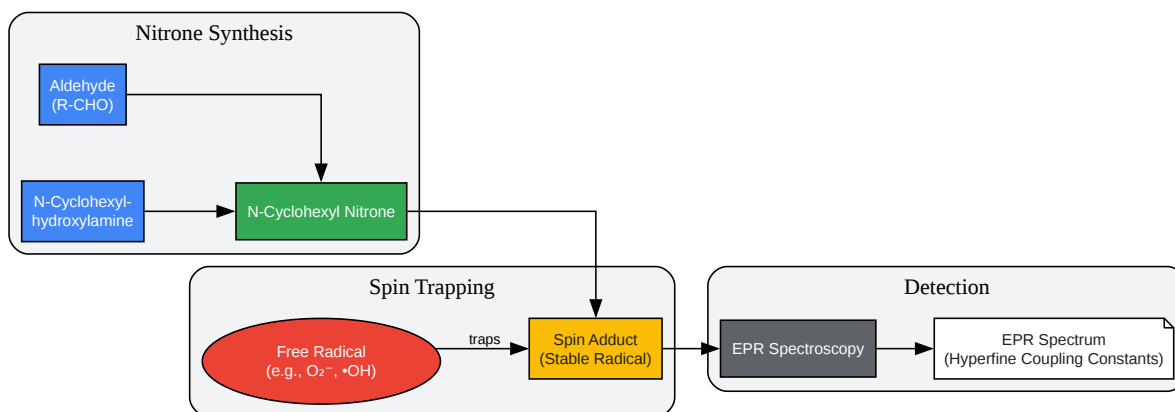 Nitrone Synthesis
Aldehyde
(R-CHO)
N-Cyclohexyl-
hydroxylamine
N-Cyclohexyl Nitrone
Spin Trapping
Free Radical
(e.g., O₂⁻, •OH)
traps
Spin Adduct
(Stable Radical)
Detection
EPR Spectroscopy
EPR Spectrum
(Hyperfine Coupling Constants)